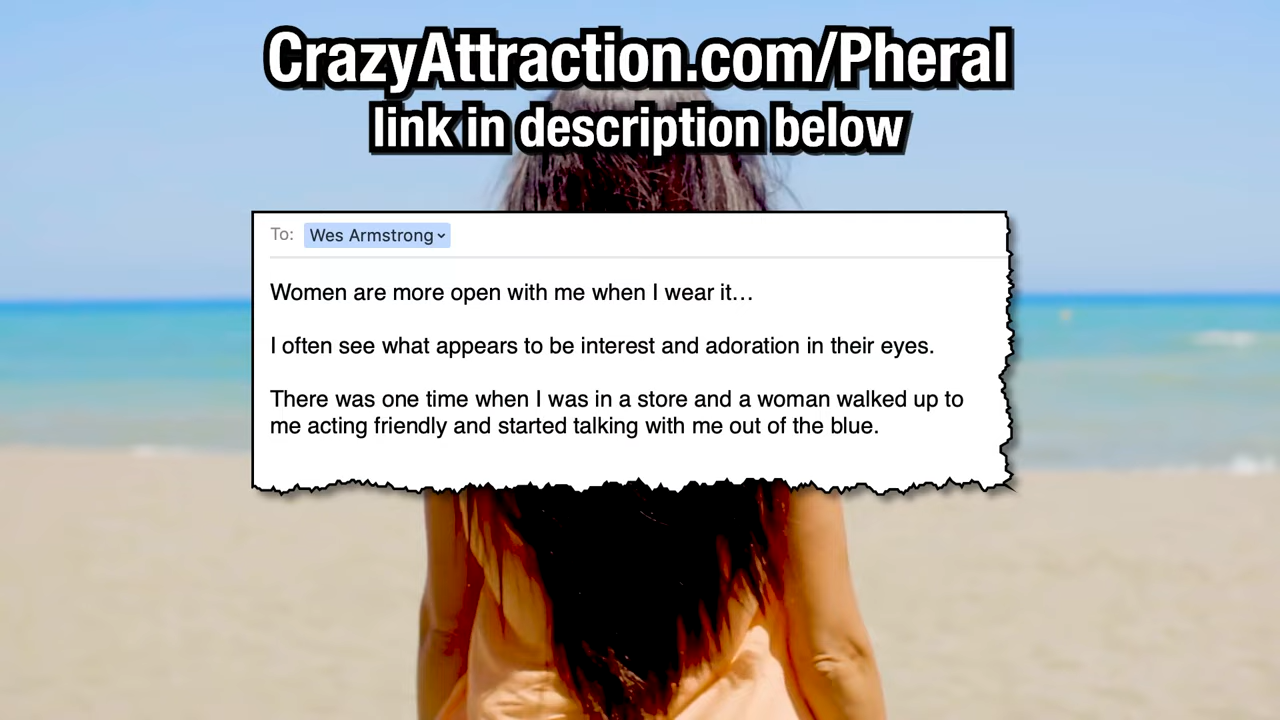 CrazyAttraction.com/Pheral
link in description below
To: Wes Armstrong
Women are more open with me when I wear it…
I often see what appears to be interest and adoration in their eyes.
There was one time when I was in a store and a woman walked up to
me acting friendly and started talking with me out of the blue.